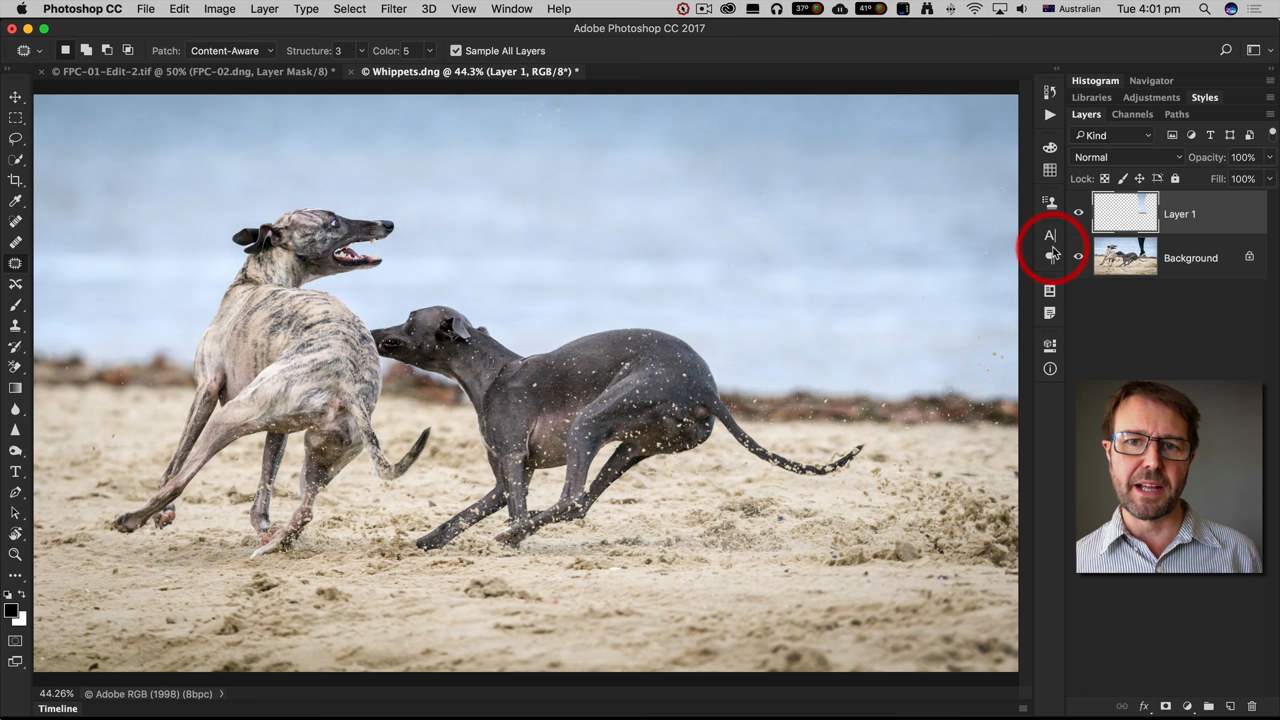 Photoshop CC File Edit Image Layer Type Select Filter 3D View Window Help 37° 41° Australian Tue 4:01 pm
Adobe Photoshop CC 2017
Patch: Content-Aware Structure: 3 Color: 5 Sample All Layers
× © FPC-01-Edit-2.tif @ 50% (FPC-02.dng, Layer Mask/8) * × © Whippets.dng @ 44.3% (Layer 1, RGB/8*) *
Histogram Navigator
Libraries Adjustments Styles
Layers Channels Paths
Kind
Normal Opacity: 100%
Lock: Fill: 100%
Layer 1
Background
44.26% © Adobe RGB (1998) (8bpc)
Timeline